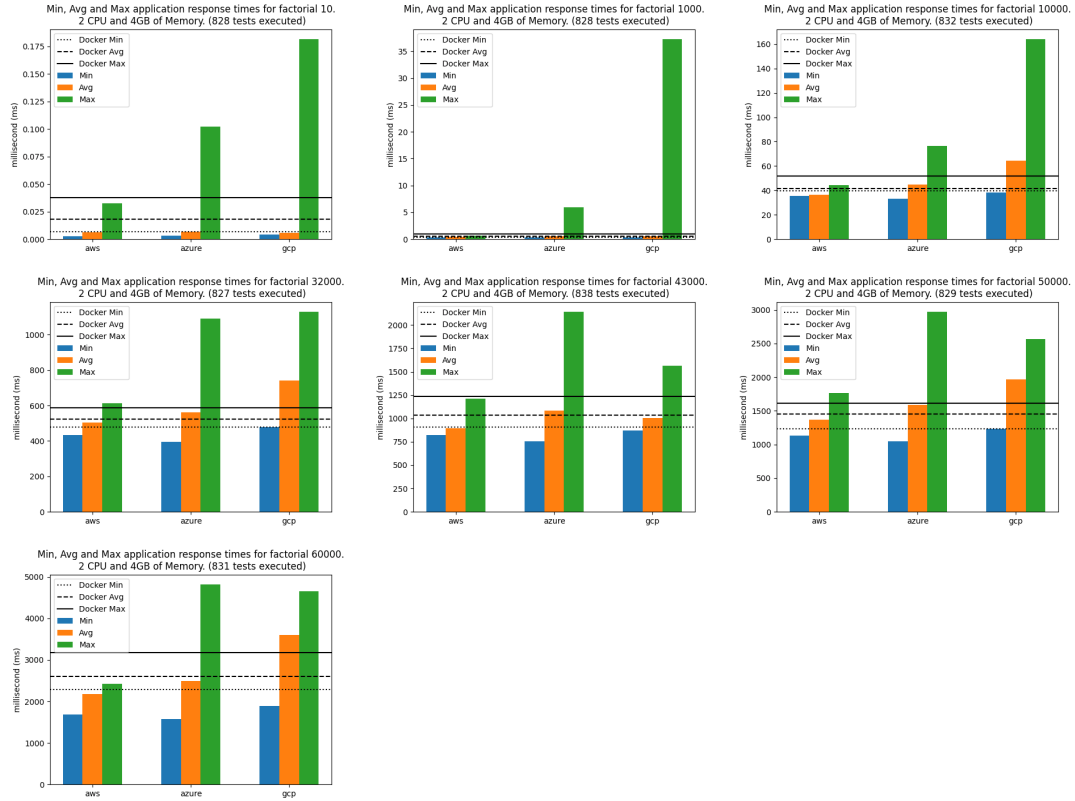 Min, Avg and Max application response times for factorial 10.
2 CPU and 4GB of Memory. (828 tests executed)
Docker Min
Docker Avg
Docker Max
Min
Avg
Max
millisecond (ms)
0.175
0.150
0.125
0.100
0.075
0.050
0.025
0.000
aws
azure
gcp
Min, Avg and Max application response times for factorial 1000.
2 CPU and 4GB of Memory. (828 tests executed)
Docker Min
Docker Avg
Docker Max
Min
Avg
Max
millisecond (ms)
35
30
25
20
15
10
5
0
aws
azure
gcp
Min, Avg and Max application response times for factorial 10000.
2 CPU and 4GB of Memory. (832 tests executed)
Docker Min
Docker Avg
Docker Max
Min
Avg
Max
millisecond (ms)
160
140
120
100
80
60
40
20
0
aws
azure
gcp
Min, Avg and Max application response times for factorial 32000.
2 CPU and 4GB of Memory. (827 tests executed)
Docker Min
Docker Avg
Docker Max
Min
Avg
Max
millisecond (ms)
1000
800
600
400
200
0
aws
azure
gcp
Min, Avg and Max application response times for factorial 43000.
2 CPU and 4GB of Memory. (838 tests executed)
Docker Min
Docker Avg
Docker Max
Min
Avg
Max
millisecond (ms)
2000
1750
1500
1250
1000
750
500
250
0
aws
azure
gcp
Min, Avg and Max application response times for factorial 50000.
2 CPU and 4GB of Memory. (829 tests executed)
Docker Min
Docker Avg
Docker Max
Min
Avg
Max
millisecond (ms)
3000
2500
2000
1500
1000
500
0
aws
azure
gcp
Min, Avg and Max application response times for factorial 60000.
2 CPU and 4GB of Memory. (831 tests executed)
Docker Min
Docker Avg
Docker Max
Min
Avg
Max
millisecond (ms)
5000
4000
3000
2000
1000
0
aws
azure
gcp